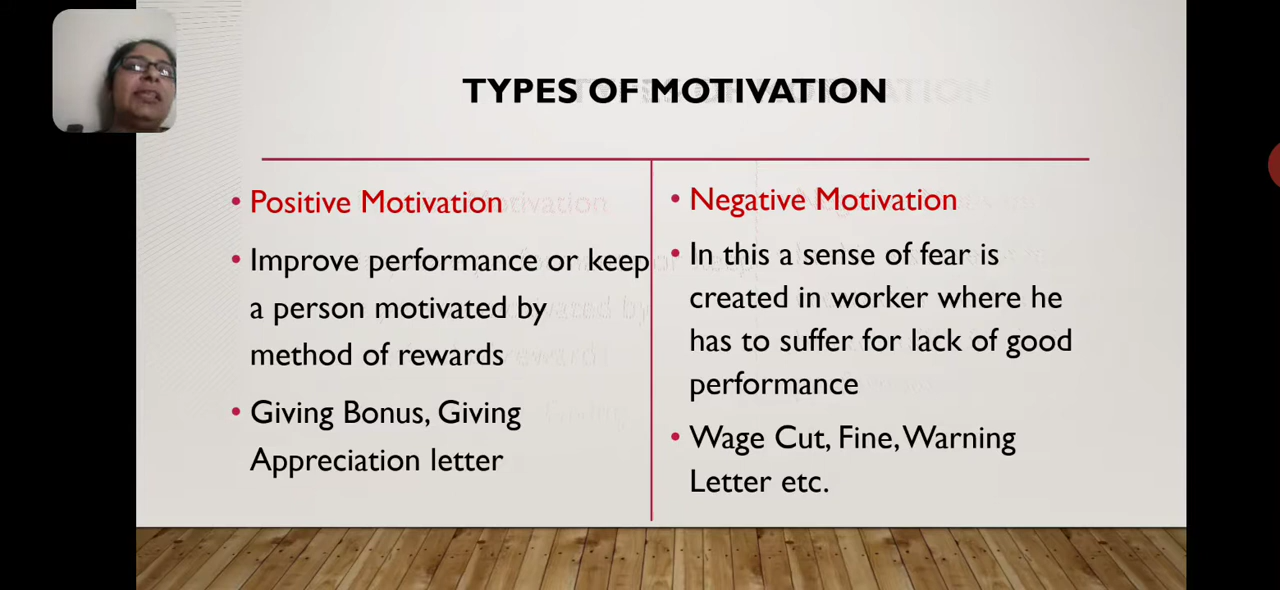 TYPES OF MOTIVATION
• Positive Motivation
• Improve performance or keep
a person motivated by
method of rewards
• Giving Bonus, Giving
Appreciation letter
• Negative Motivation
• In this a sense of fear is
created in worker where he
has to suffer for lack of good
performance
• Wage Cut, Fine, Warning
Letter etc.